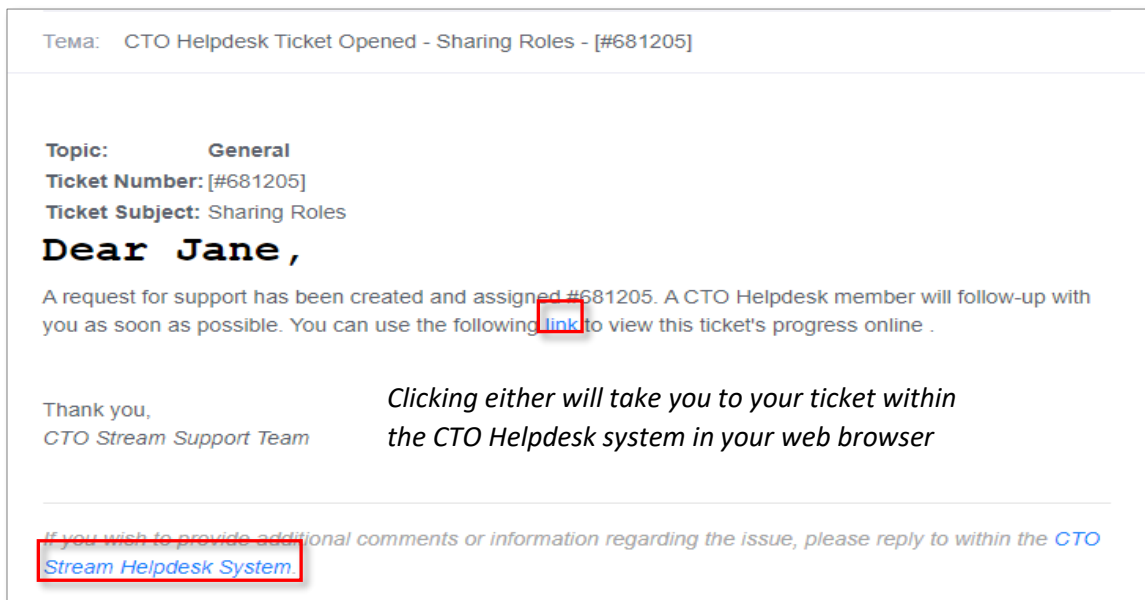 Тема: CTO Helpdesk Ticket Opened - Sharing Roles - [#681205]
Topic: General
Ticket Number: [#681205]
Ticket Subject: Sharing Roles
Dear Jane,
A request for support has been created and assigned #681205. A CTO Helpdesk member will follow-up with
you as soon as possible. You can use the following link to view this ticket's progress online .
Clicking either will take you to your ticket within
the CTO Helpdesk system in your web browser
Thank you,
CTO Stream Support Team
If you wish to provide additional comments or information regarding the issue, please reply to within the CTO
Stream Helpdesk System.